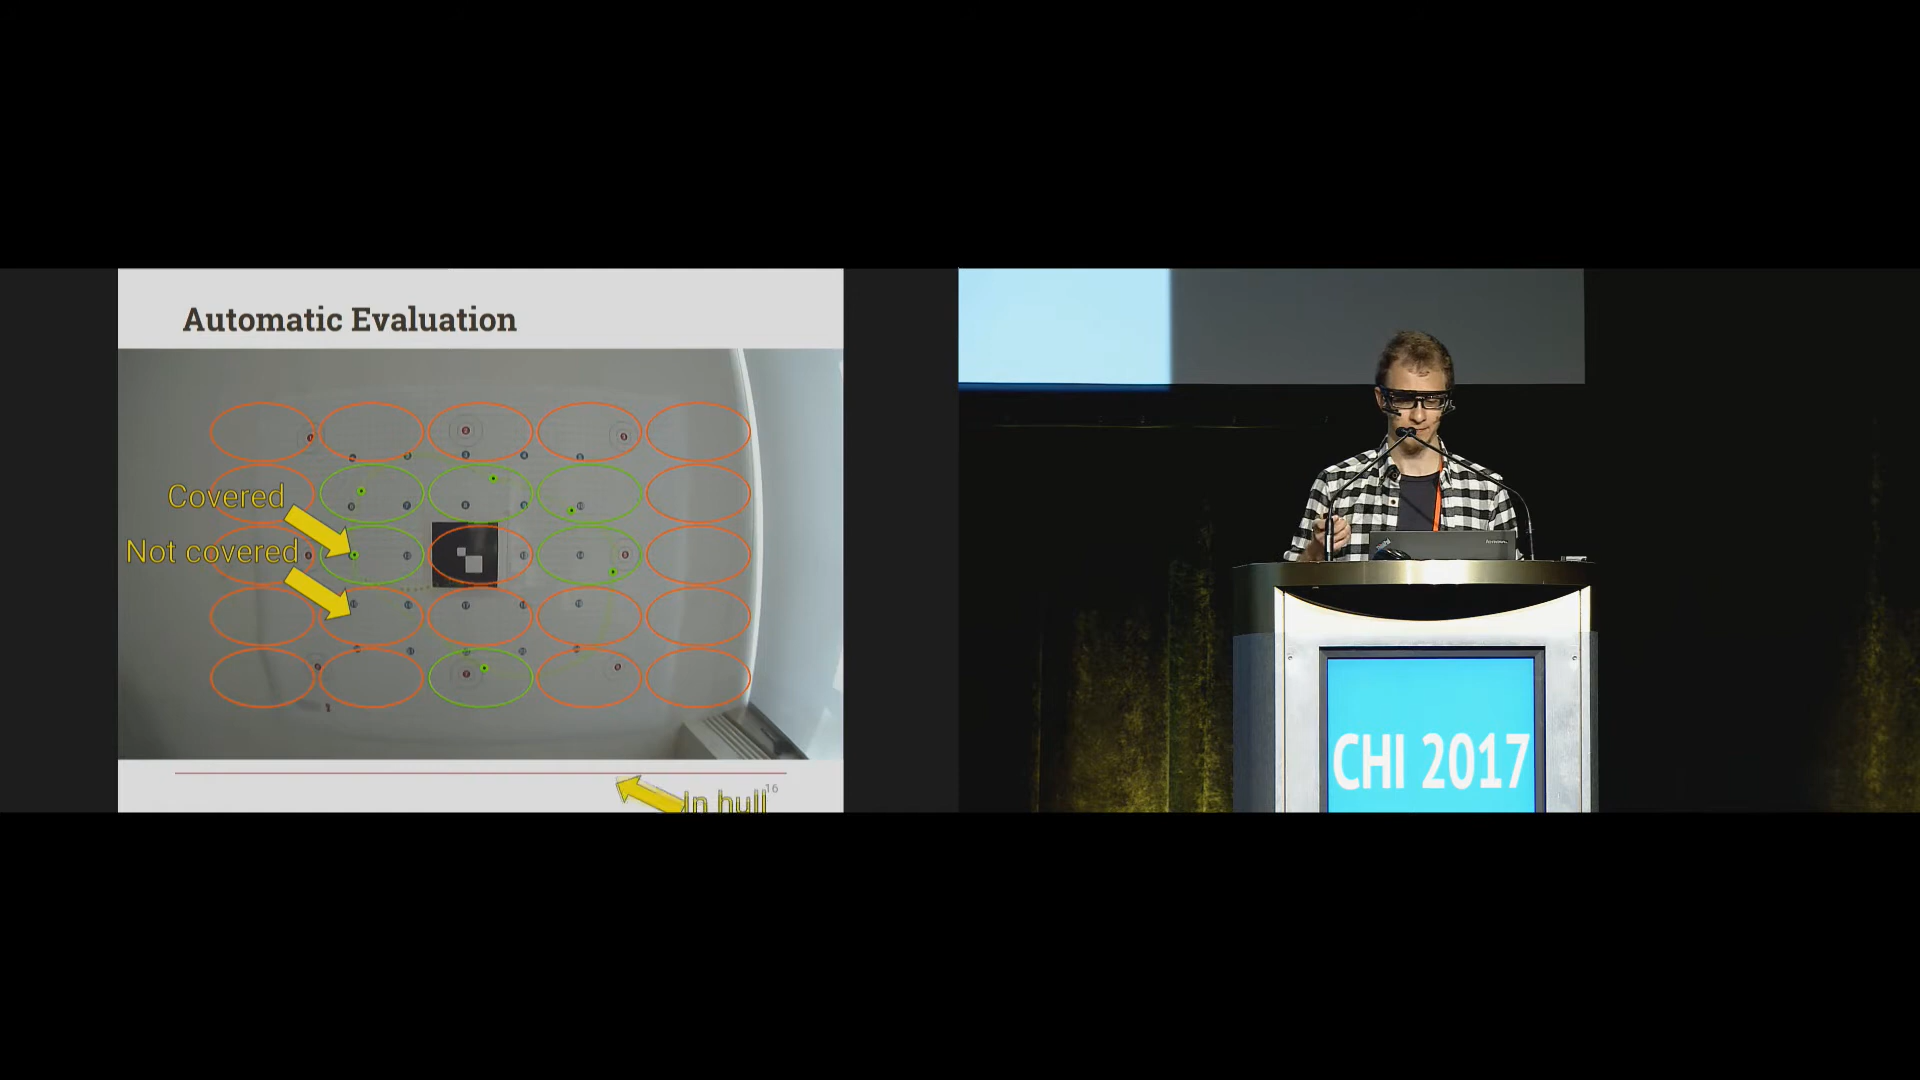 Automatic Evaluation
Covered
Not covered
16
In hull
CHI 2017